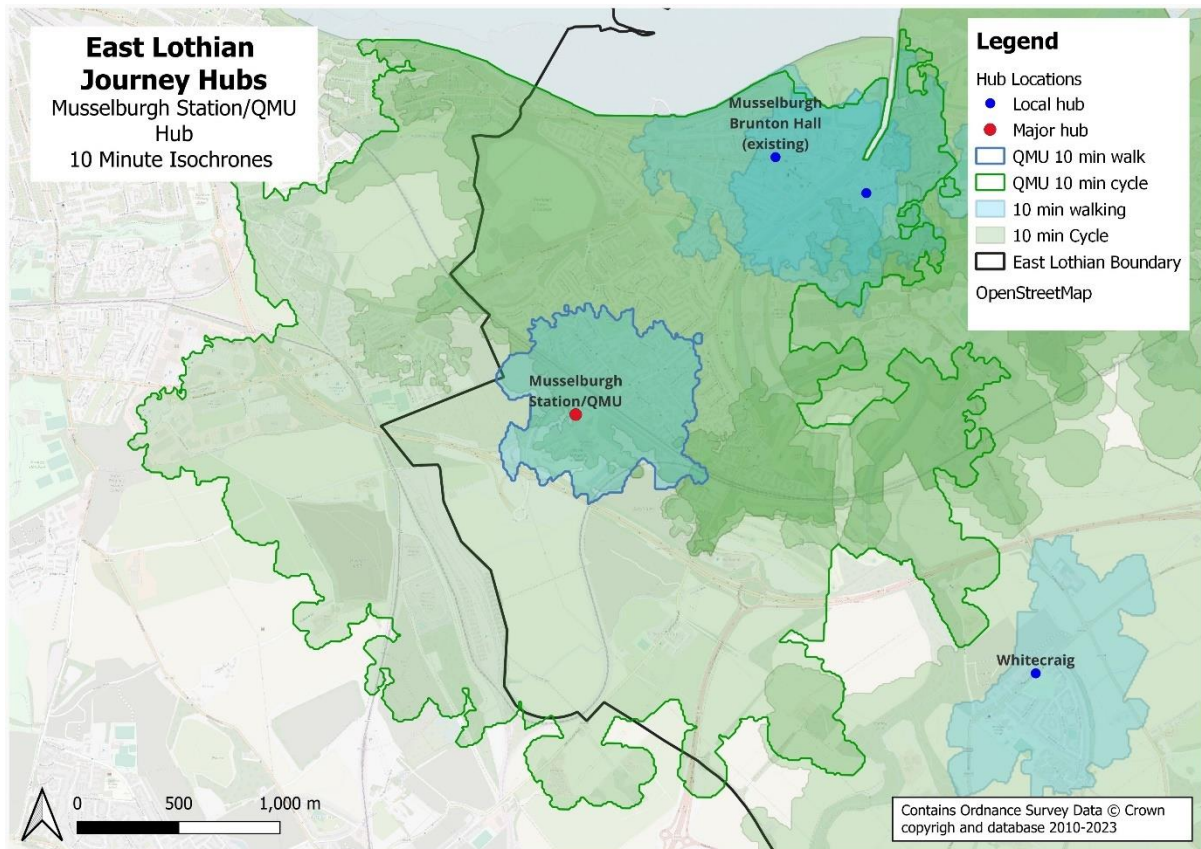 East Lothian
Journey Hubs
Musselburgh Station/QMU
Hub
10 Minute Isochrones
Musselburgh
Brunton Hall
(existing)
Musselburgh
Station/QMU
Whitecraig
Legend
Hub Locations
Local hub
Major hub
QMU 10 min walk
QMU 10 min cycle
10 min walking
10 min Cycle
East Lothian Boundary
OpenStreetMap
0 500 1,000 m
Contains Ordnance Survey Data © Crown
copyrigh and database 2010-2023